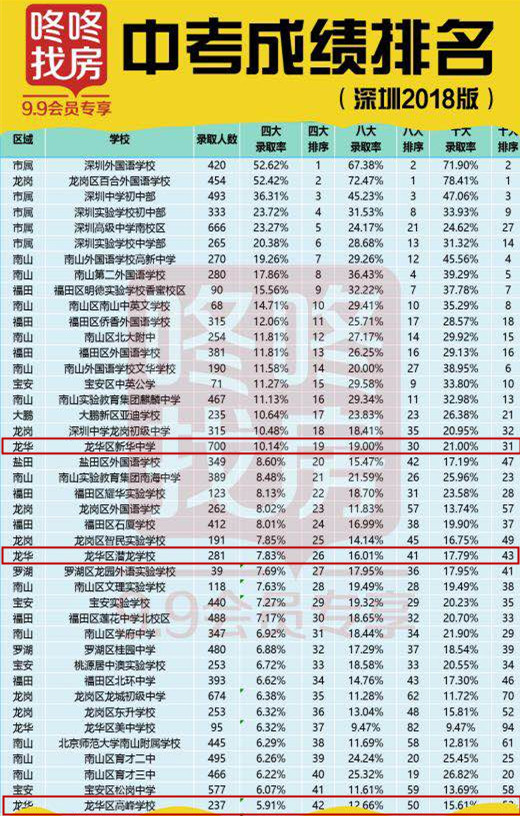 咚咚
找房
9.9会员专享
中考成绩排名
（深圳2018版）
区域 学校 录取人数 四大录取率 四大排序 八大录取率 八大排序 十大录取率 十大排序
市属 深圳外国语学校 420 52.62% 1 67.38% 2 71.90% 2
龙岗 龙岗区百合外国语学校 454 52.42% 2 72.47% 1 78.41% 1
市属 深圳中学初中部 493 36.31% 3 45.23% 3 47.06% 3
市属 深圳实验学校初中部 333 23.72% 4 31.53% 8 33.93% 9
市属 深圳高级中学南校区 666 23.27% 5 24.17% 21 24.62% 27
市属 深圳实验学校中学部 265 20.38% 6 28.68% 13 31.32% 14
南山 南山外国语学校高新中学 270 19.26% 7 29.26% 12 45.56% 4
南山 南山第二外国语学校 280 17.86% 8 36.43% 4 39.29% 5
福田 福田区明德实验学校香蜜校区 90 15.56% 9 32.22% 7 37.78% 7
南山 南山区南山中英文学校 68 14.71% 10 29.41% 10 35.29% 8
福田 福田区侨香外国语学校 315 12.06% 11 25.71% 17 28.57% 18
南山 南山区北大附中 254 11.81% 12 27.17% 14 29.92% 15
福田 福田区外国语学校 381 11.81% 13 26.25% 16 29.13% 16
南山 南山外国语学校文华学校 190 11.58% 14 20.00% 27 38.95% 6
宝安 宝安区中英公学 71 11.27% 15 29.58% 9 33.80% 10
南山 南山实验教育集团麒麟中学 467 11.13% 16 29.34% 11 32.98% 13
大鹏 大鹏新区亚迪学校 235 10.64% 17 23.83% 23 26.38% 21
龙岗 深圳中学龙岗初级中学 315 10.48% 18 18.41% 35 20.95% 32
龙华 龙华区新华中学 700 10.14% 19 19.00% 30 21.00% 31
盐田 盐田区外国语学校 349 8.60% 20 15.47% 42 17.19% 47
南山 南山实验教育集团南海中学 389 8.48% 21 21.59% 26 25.96% 23
福田 福田区耀华实验学校 123 8.13% 22 18.70% 31 23.58% 28
龙岗 龙岗区外国语学校 262 8.02% 23 11.83% 57 13.74% 57
福田 福田区石厦学校 412 8.01% 24 16.99% 38 19.90% 37
龙岗 龙岗区智民实验学校 191 7.85% 25 14.14% 45 16.75% 49
龙华 龙华区潜龙学校 281 7.83% 26 16.01% 41 17.79% 43
罗湖 罗湖区龙园外语实验学校 39 7.69% 27 17.95% 36 17.95% 41
南山 南山区文理实验学校 118 7.63% 28 19.49% 28 19.49% 38
宝安 宝安实验学校 440 7.27% 29 19.32% 29 20.23% 35
福田 福田区莲花中学北校区 488 7.17% 30 18.65% 32 20.70% 33
南山 南山区学府中学 347 6.92% 31 18.44% 34 21.90% 29
罗湖 罗湖区桂园中学 480 6.88% 32 17.29% 37 18.54% 39
宝安 桃源居中澳实验学校 253 6.72% 33 18.58% 33 20.55% 34
福田 福田区北环中学 393 6.62% 34 14.76% 43 17.30% 46
龙岗 龙岗区龙城初级中学 674 6.38% 35 11.28% 62 11.72% 70
龙岗 龙岗区东升学校 253 6.32% 36 13.04% 48 15.81% 52
龙华 龙华区美中学校 95 6.32% 37 9.47% 82 9.47% 94
南山 北京师范大学南山附属学校 445 6.29% 38 11.69% 58 12.81% 61
南山 南山区育才二中 495 6.26% 39 24.24% 20 25.45% 25
南山 南山区育才三中 466 6.22% 40 25.32% 19 26.82% 20
宝安 宝安区松岗中学 577 6.07% 41 11.61% 59 13.69% 58
龙华 龙华区高峰学校 237 5.91% 42 12.66% 50 15.61%
咚咚
找房
9.9会员专享